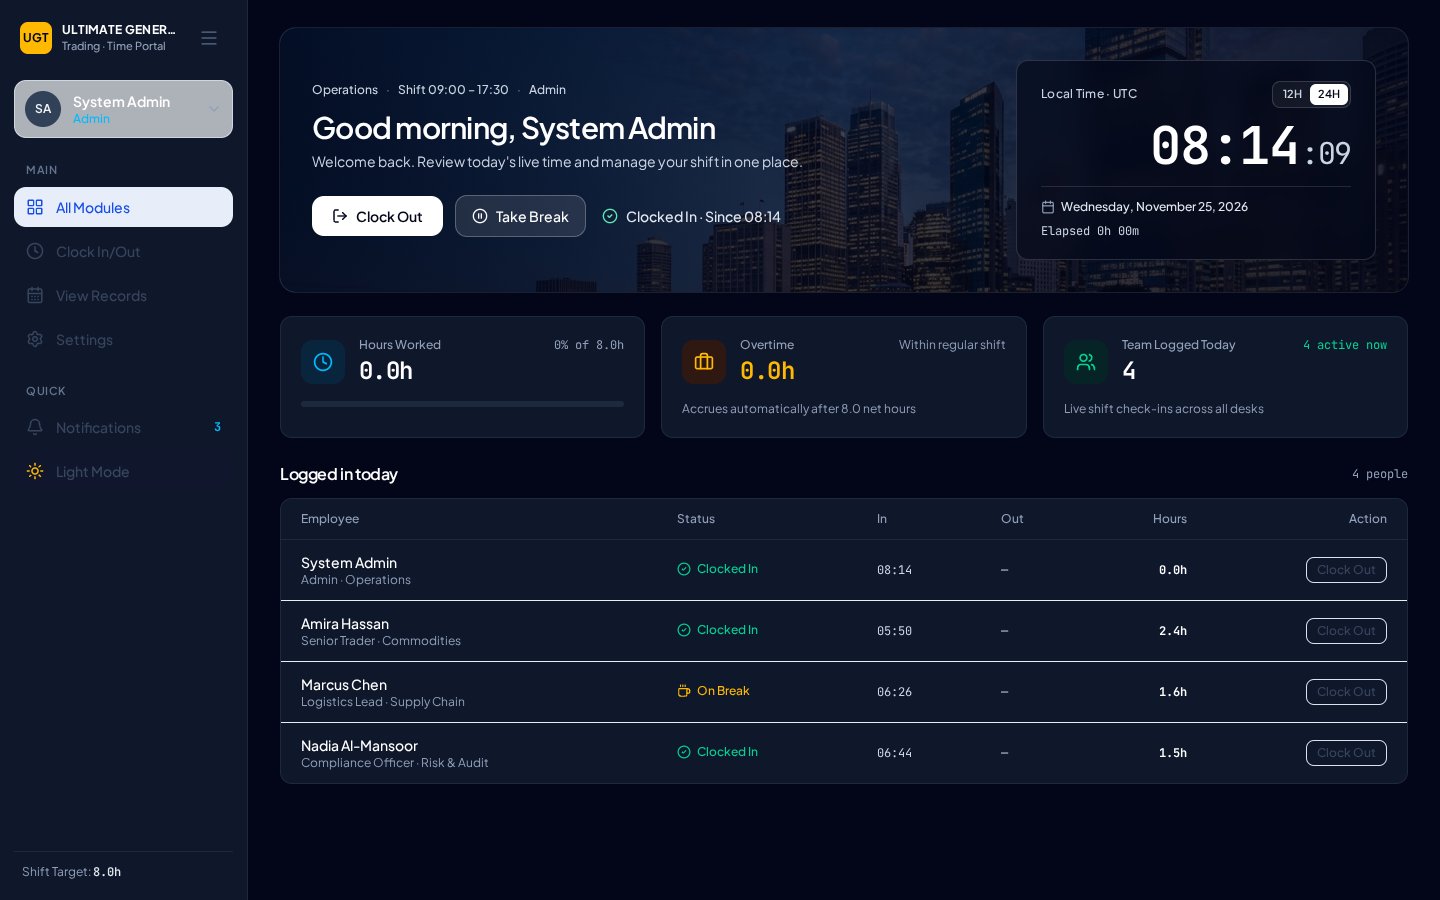 UGT
ULTIMATE GENER...
Trading · Time Portal
SA
System Admin
Admin
MAIN
All Modules
Clock In/Out
View Records
Settings
QUICK
Notifications 3
Light Mode
Shift Target: 8.0h
Operations · Shift 09:00 – 17:30 · Admin
Good morning, System Admin
Welcome back. Review today's live time and manage your shift in one place.
Clock Out
Take Break
Clocked In · Since 08:14
Local Time · UTC
12H 24H
08:14:09
Wednesday, November 25, 2026
Elapsed 0h 00m
Hours Worked 0% of 8.0h
0.0h
Overtime Within regular shift
0.0h
Accrues automatically after 8.0 net hours
Team Logged Today 4 active now
4
Live shift check-ins across all desks
Logged in today 4 people
Employee Status In Out Hours Action
System Admin
Admin · Operations
Clocked In 08:14 — 0.0h Clock Out
Amira Hassan
Senior Trader · Commodities
Clocked In 05:50 — 2.4h Clock Out
Marcus Chen
Logistics Lead · Supply Chain
On Break 06:26 — 1.6h Clock Out
Nadia Al-Mansoor
Compliance Officer · Risk & Audit
Clocked In 06:44 — 1.5h Clock Out